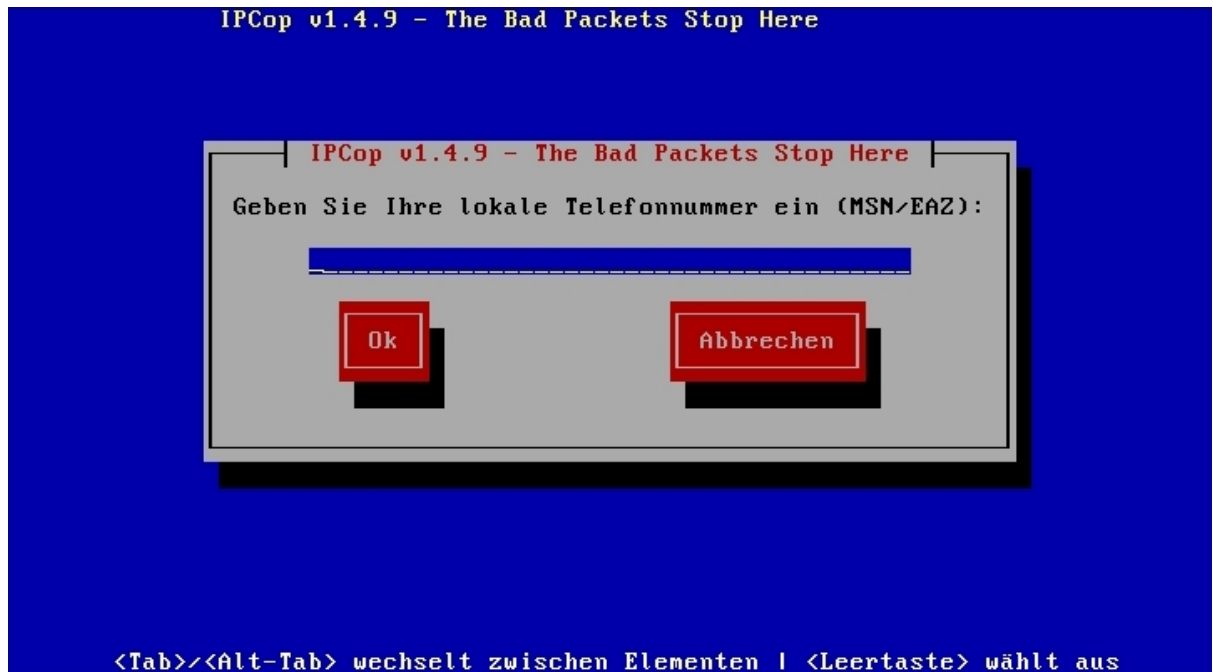 IPCop v1.4.9 - The Bad Packets Stop Here
IPCop v1.4.9 - The Bad Packets Stop Here
Geben Sie Ihre lokale Telefonnummer ein (MSN/EAZ):
Ok Abbrechen
<Tab>/<Alt-Tab> wechselt zwischen Elementen | <Leertaste> wählt aus